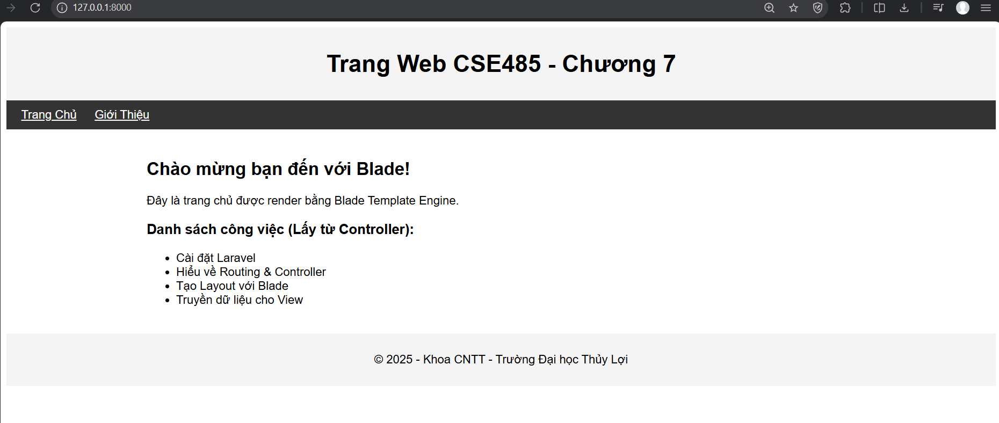 127.0.0.1:8000
Trang Web CSE485 - Chương 7
Trang Chủ Giới Thiệu
Chào mừng bạn đến với Blade!
Đây là trang chủ được render bằng Blade Template Engine.
Danh sách công việc (Lấy từ Controller):
Cài đặt Laravel
Hiểu về Routing & Controller
Tạo Layout với Blade
Truyền dữ liệu cho View
© 2025 - Khoa CNTT - Trường Đại học Thủy Lợi